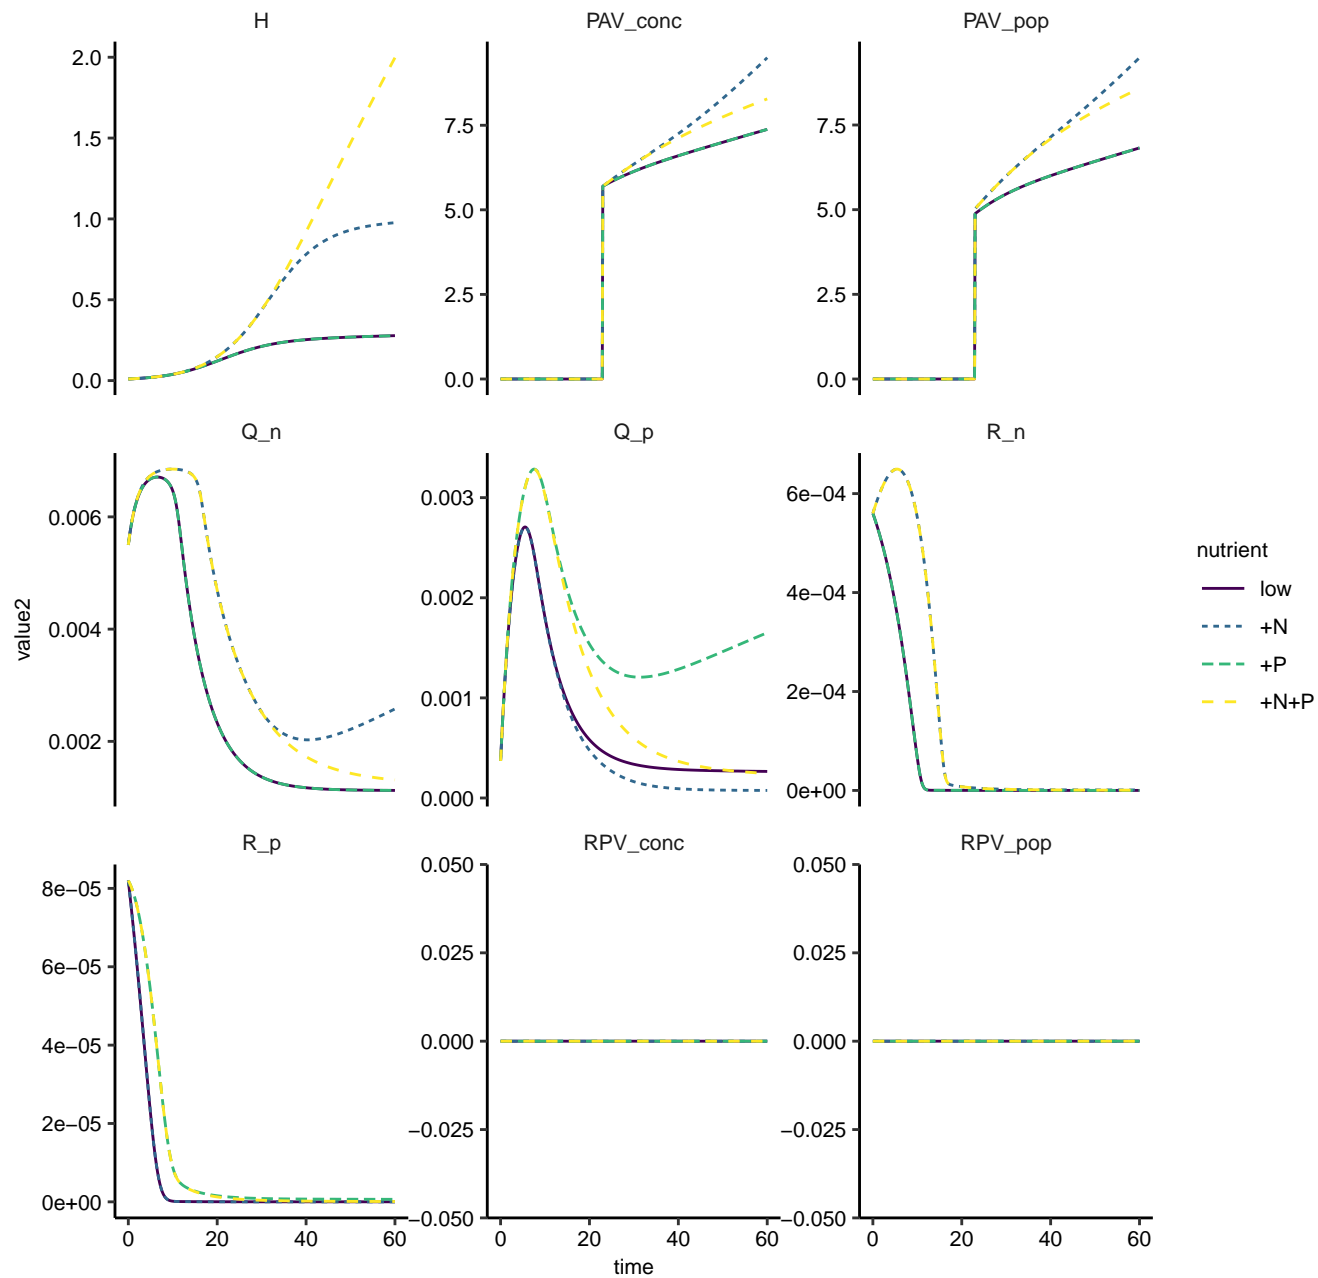 H
PAV_conc
PAV_pop
2.0
1.5
1.0
0.5
0.0
7.5
5.0
2.5
0.0
7.5
5.0
2.5
0.0
Q_n
Q_p
R_n
0.006
0.004
0.002
0.003
0.002
0.001
0.000
6e−04
4e−04
2e−04
0e+00
R_p
RPV_conc
RPV_pop
8e−05
6e−05
4e−05
2e−05
0e+00
0.050
0.025
0.000
−0.025
−0.050
0.050
0.025
0.000
−0.025
−0.050
0 20 40 60
0 20 40 60
0 20 40 60
time
value2
nutrient
low
+N
+P
+N+P